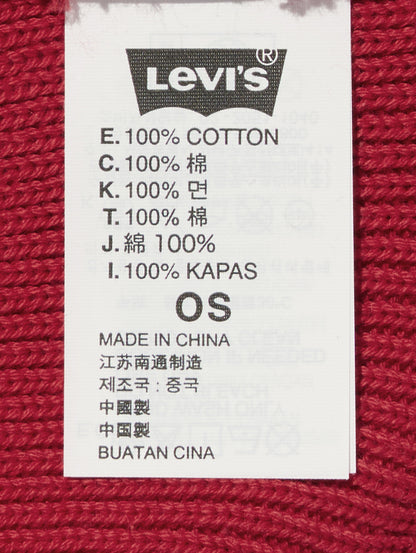 Levi's®
E. 100% COTTON
C. 100% 棉
K. 100% 면
T. 100% 棉
J. 綿 100%
I. 100% KAPAS
OS
MADE IN CHINA
江苏南通制造
제조국 : 중국
中國製
中国製
BUATAN CINA